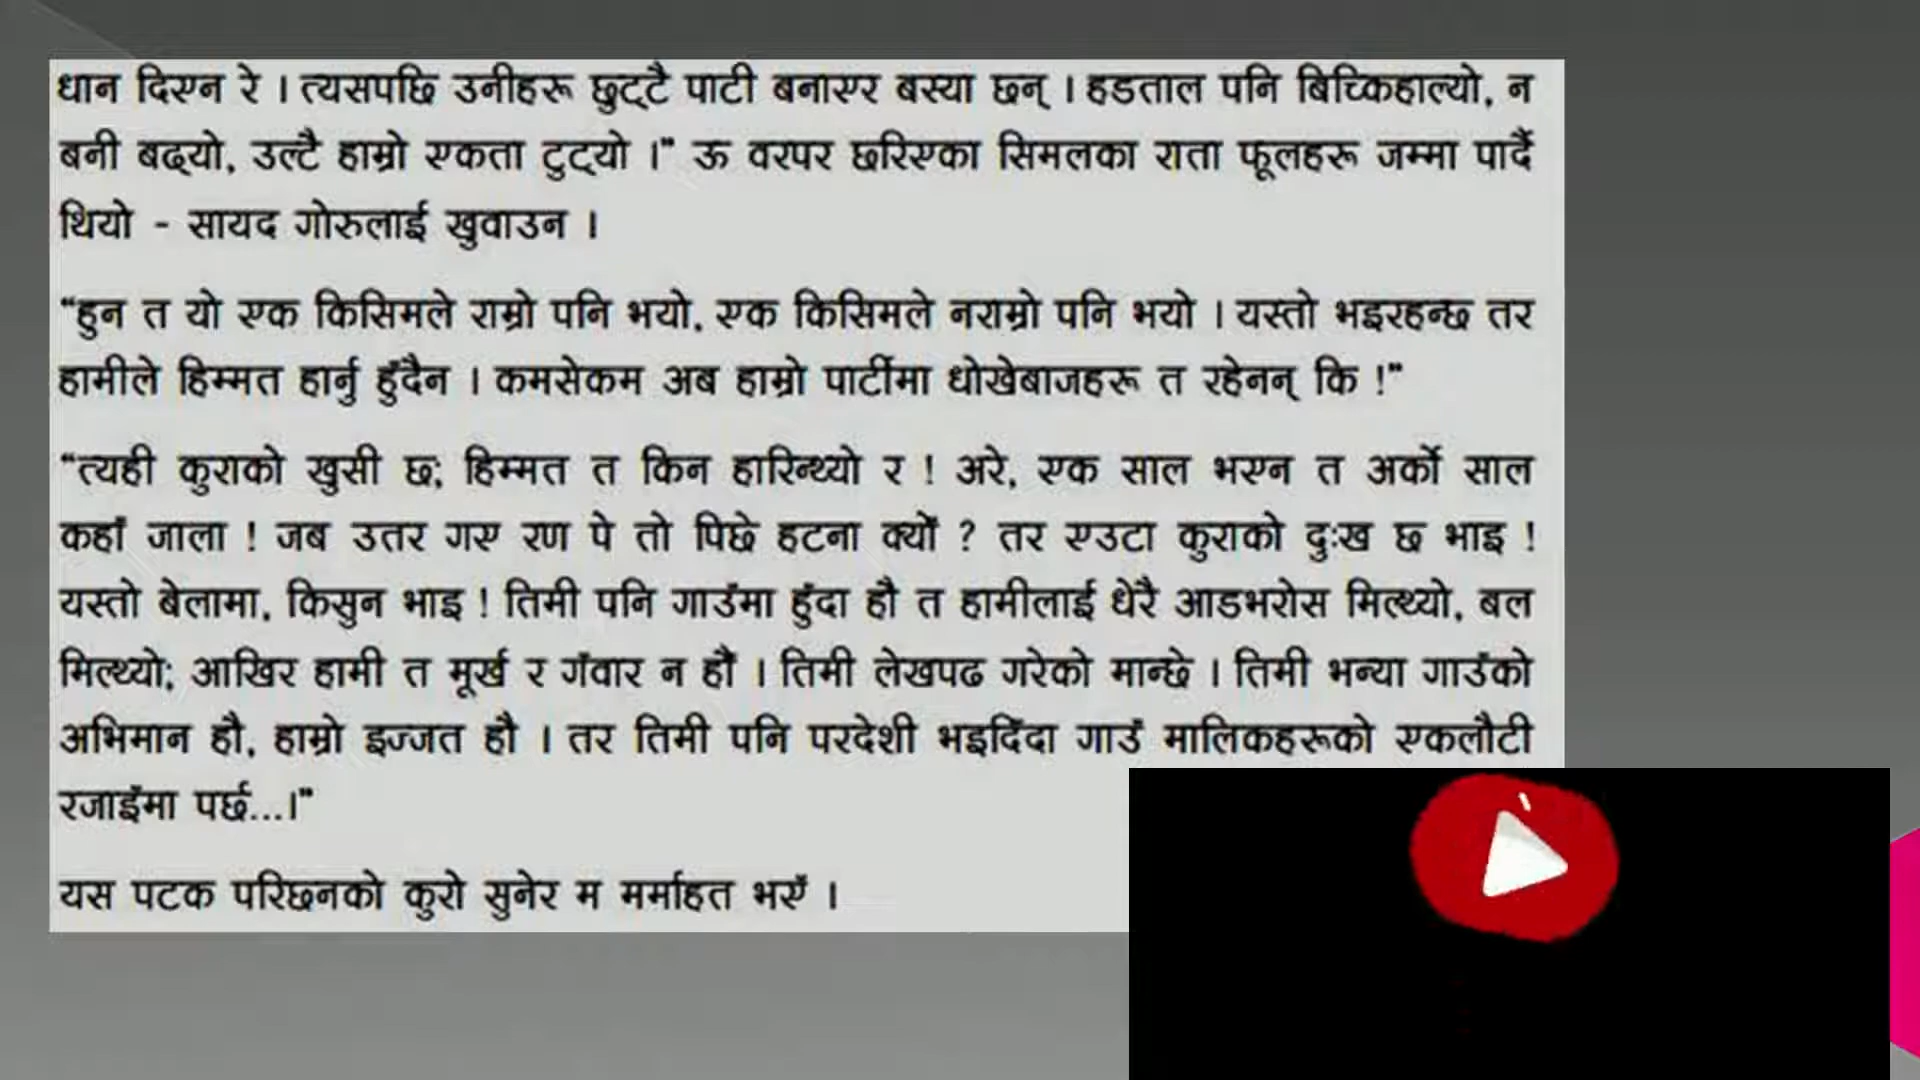 धान दिएन रे । त्यसपछि उनीहरू छुट्टै पाटी बनाएर बस्या छन् । हडताल पनि बिच्किहाल्यो, न
बनी बढ्यो, उल्टै हाम्रो एकता टुट्यो ।” ऊ वरपर छरिएका सिमलका राता फूलहरू जम्मा पार्दै
थियो - सायद गोरुलाई खुवाउन ।
“हुन त यो एक किसिमले राम्रो पनि भयो, एक किसिमले नराम्रो पनि भयो । यस्तो भइरहन्छ तर
हामीले हिम्मत हार्नु हुँदैन । कमसेकम अब हाम्रो पार्टीमा धोखेबाजहरू त रहेनन् कि !”
“त्यही कुराको खुसी छ; हिम्मत त किन हारिन्थ्यो र ! अरे, एक साल भएन त अर्को साल
कहाँ जाला ! जब उतर गए रण पे तो पिछे हटना क्यों ? तर एउटा कुराको दुःख छ भाइ !
यस्तो बेलामा, किसुन भाइ ! तिमी पनि गाउँमा हुँदा हौ त हामीलाई धेरै आडभरोस मिल्थ्यो, बल
मिल्थ्यो; आखिर हामी त मूर्ख र गँवार न हौं । तिमी लेखपढ गरेको मान्छे । तिमी भन्या गाउँको
अभिमान हौ, हाम्रो इज्जत हौ । तर तिमी पनि परदेशी भइदिँदा गाउँ मालिकहरूको एकलौटी
रजाइँमा पर्छ...।”
यस पटक परिछनको कुरो सुनेर म मर्माहत भएँ ।